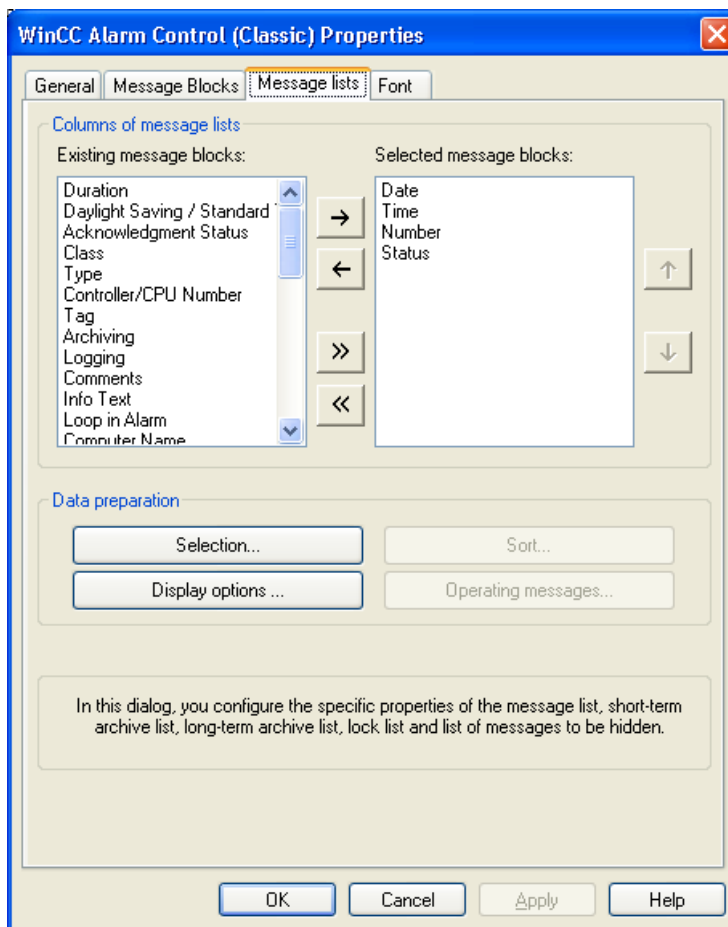 WinCC Alarm Control (Classic) Properties
General
Message Blocks
Message lists
Font
Columns of message lists
Existing message blocks:
Selected message blocks:
Duration
Daylight Saving / Standard
Acknowledgment Status
Class
Type
Controller/CPU Number
Tag
Archiving
Logging
Comments
Info Text
Loop in Alarm
Computer Name
Date
Time
Number
Status
Data preparation
Selection...
Sort...
Display options ...
Operating messages...
In this dialog, you configure the specific properties of the message list, short-term
archive list, long-term archive list, lock list and list of messages to be hidden.
OK
Cancel
Apply
Help